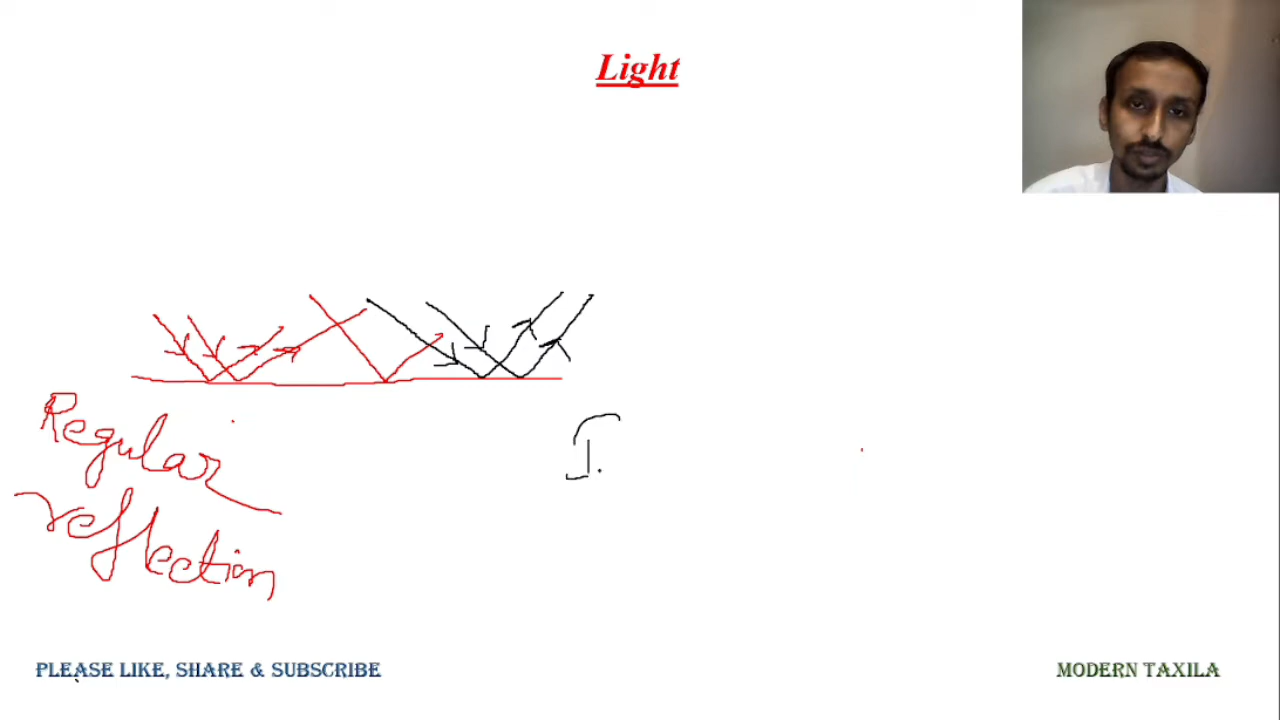 Light
Regular
reflection
I.
PLEASE LIKE, SHARE & SUBSCRIBE
MODERN TAXILA